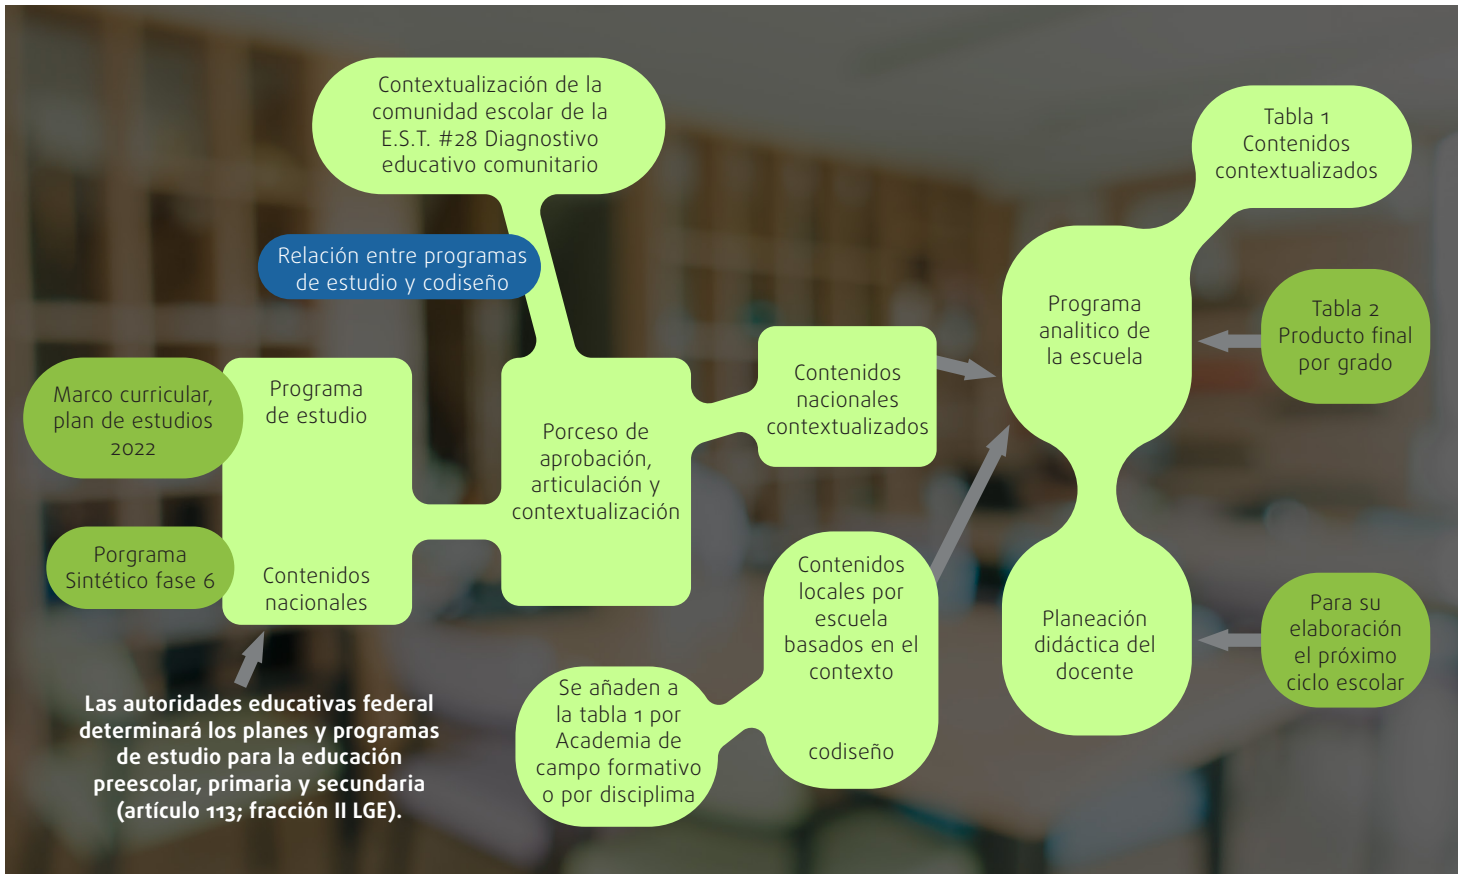 Contextualización de la
comunidad escolar de la
E.S.T. #28 Diagnostivo
educativo comunitario
Relación entre programas
de estudio y codiseño
Marco curricular,
plan de estudios
2022
Programa
de estudio
Porgrama
Sintético fase 6
Contenidos
nacionales
Las autoridades educativas federal
determinará los planes y programas
de estudio para la educación
preescolar, primaria y secundaria
(artículo 113; fracción II LGE).
Porceso de
aprobación,
articulación y
contextualización
Contenidos
nacionales
contextualizados
Contenidos
locales por
escuela
basados en el
contexto
codiseño
Se añaden a
la tabla 1 por
Academia de
campo formativo
o por disciplima
Tabla 1
Contenidos
contextualizados
Programa
analitico de
la escuela
Tabla 2
Producto final
por grado
Planeación
didáctica del
docente
Para su
elaboración
el próximo
ciclo escolar